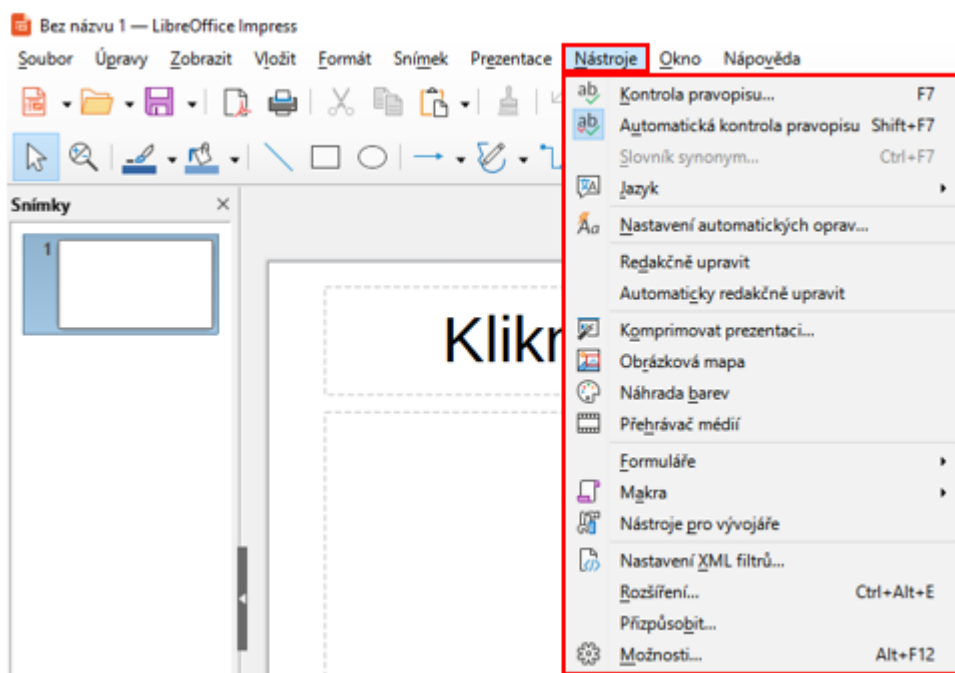 Bez názvu 1 — LibreOffice Impress
Soubor Úpravy Zobrazit Vložit Formát Snímek Prezentace Nástroje Okno Nápověda
Kontrola pravopisu... F7
Automatická kontrola pravopisu Shift+F7
Slovník synonym... Ctrl+F7
Jazyk
Snímky
Nastavení automatických oprav...
1
Redakčně upravit
Automaticky redakčně upravit
Komprimovat prezentaci...
Klikn
Obrázková mapa
Náhrada barev
Přehrávač médií
Formuláře
Makra
Nástroje pro vývojáře
Nastavení XML filtrů...
Rozšíření... Ctrl+Alt+E
Přizpůsobit...
Možnosti... Alt+F12